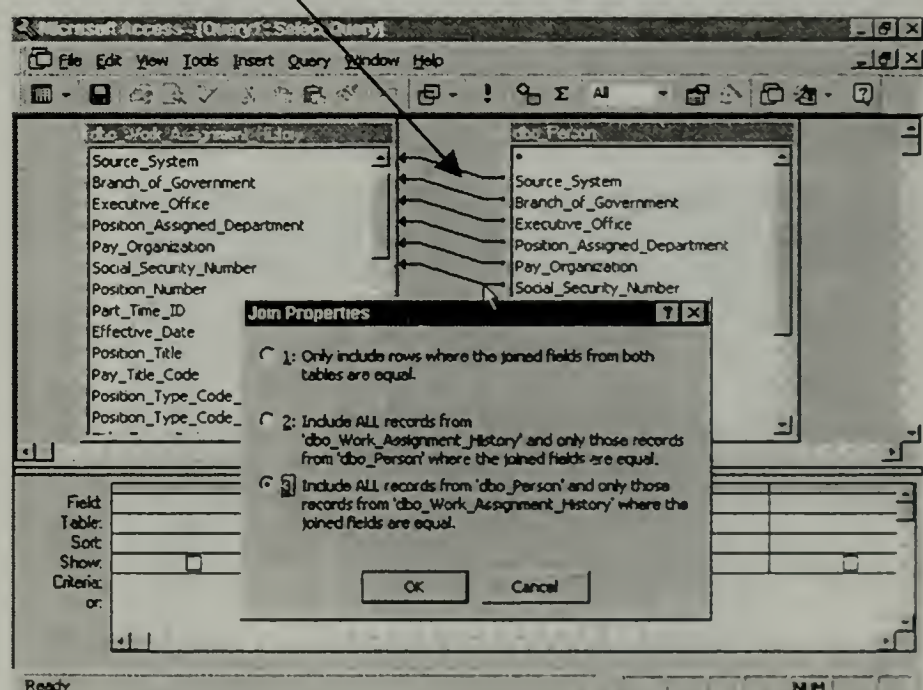 Microsoft Access - [Query1 : Select Query]
File Edit View Tools Insert Query Window Help
All
dbo_Work_Assignment_History
Source_System
Branch_of_Government
Executive_Office
Position_Assigned_Department
Pay_Organization
Social_Security_Number
Position_Number
Part_Time_ID
Effective_Date
Position_Title
Pay_Title_Code
Position_Type_Code_
Position_Type_Code_
dbo_Person
*
Source_System
Branch_of_Government
Executive_Office
Position_Assigned_Department
Pay_Organization
Social_Security_Number
Join Properties
1: Only include rows where the joined fields from both
tables are equal.
2: Include ALL records from
'dbo_Work_Assignment_History' and only those records
from 'dbo_Person' where the joined fields are equal.
3: Include ALL records from 'dbo_Person' and only those
records from 'dbo_Work_Assignment_History' where the
joined fields are equal.
OK Cancel
Field:
Table:
Sort:
Show:
Criteria:
or:
Ready NUM